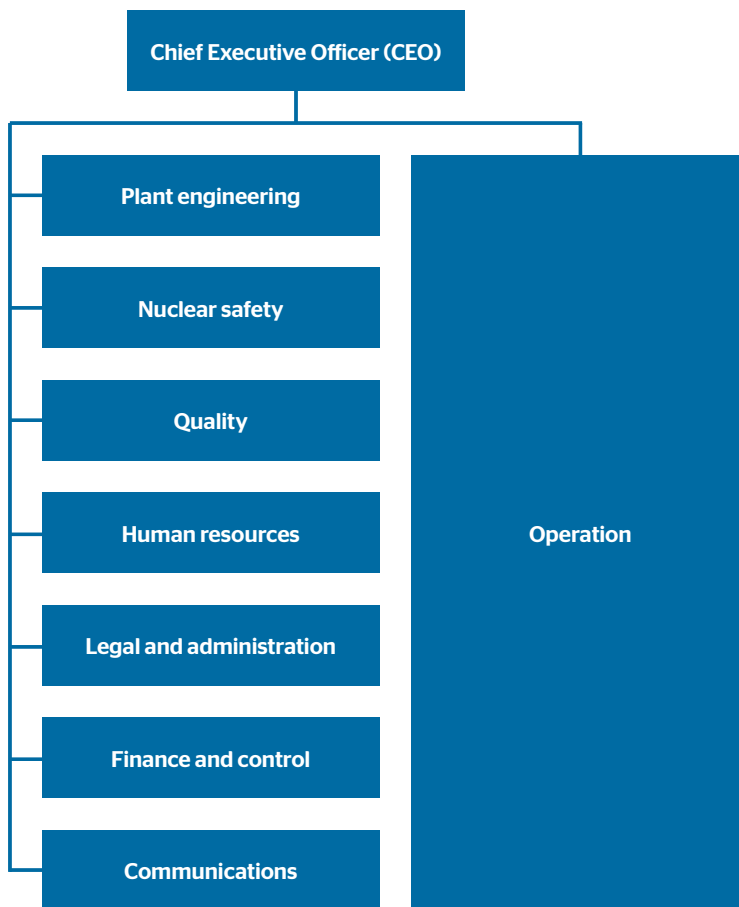 Chief Executive Officer (CEO)
Plant engineering
Nuclear safety
Quality
Human resources
Operation
Legal and administration
Finance and control
Communications